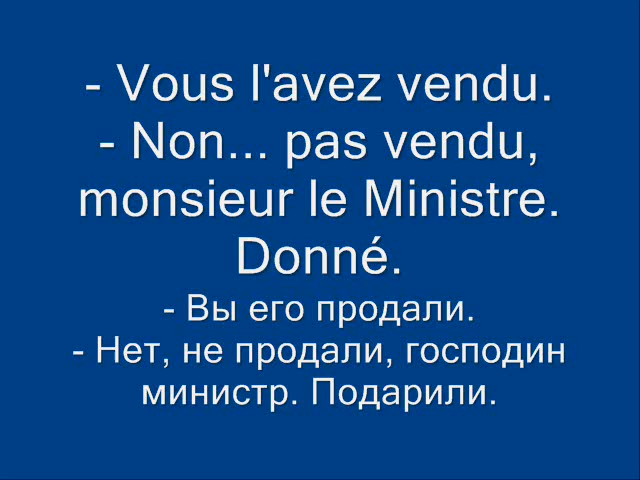 - Vous l'avez vendu.
- Non... pas vendu,
monsieur le Ministre.
Donné.
- Вы его продали.
- Нет, не продали, господин
министр. Подарили.